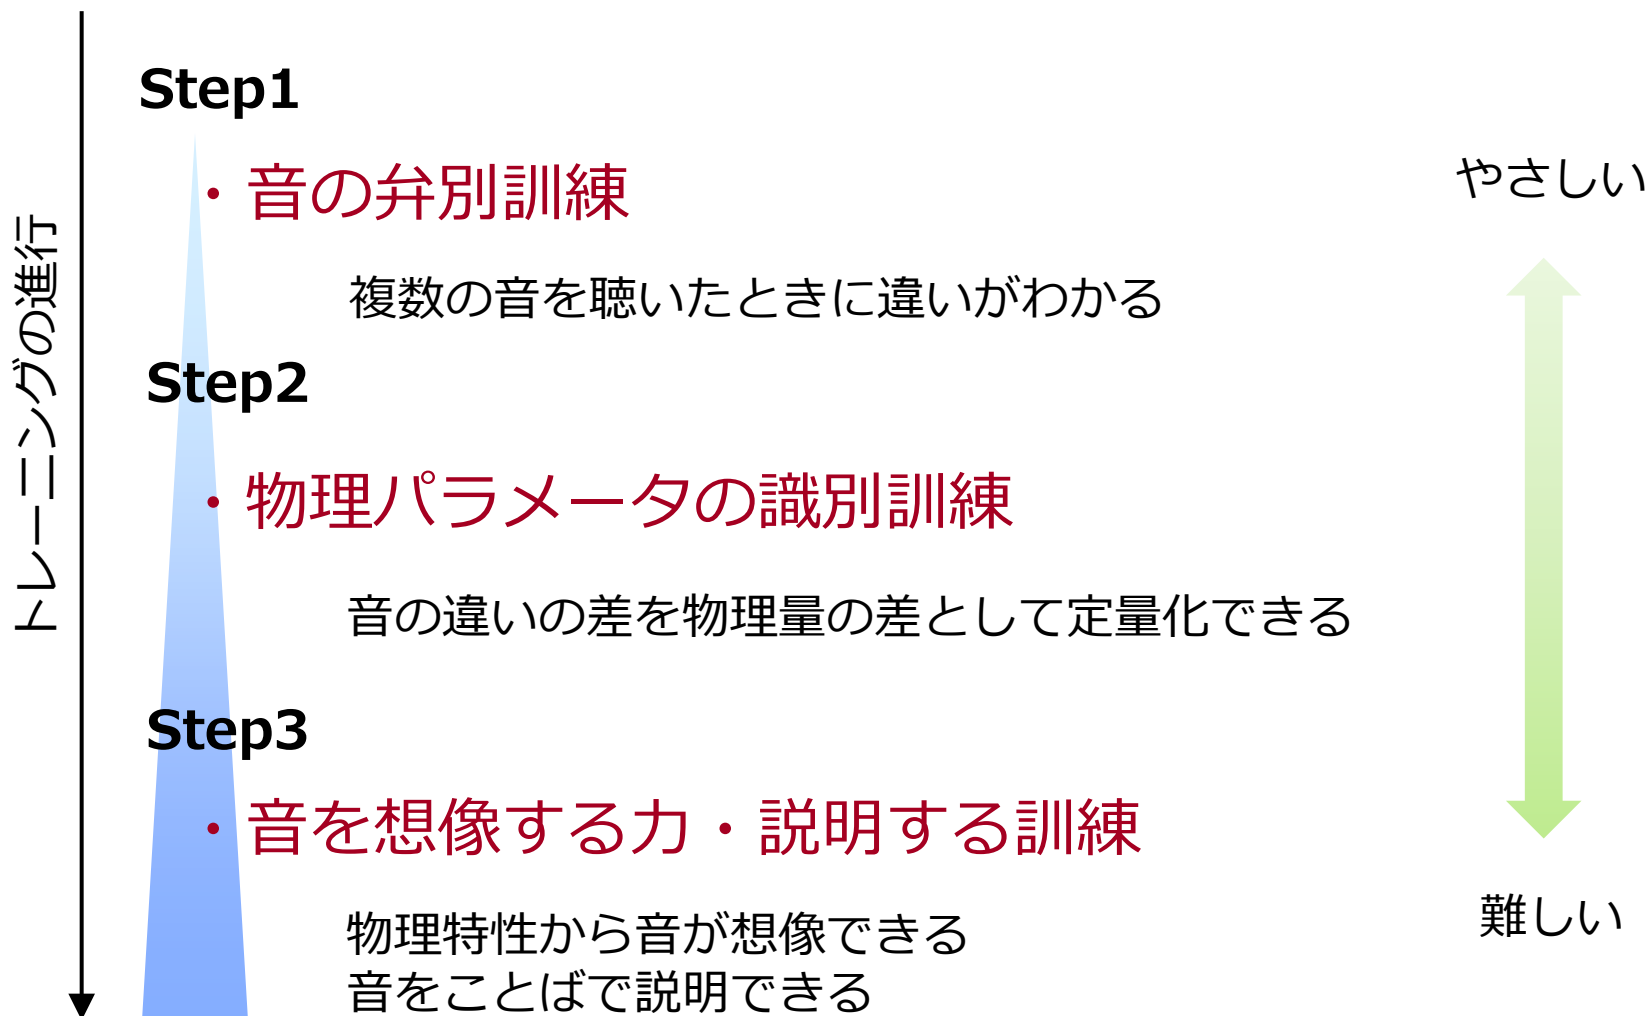 トレーニングの進行
Step1
・音の弁別訓練
やさしい
複数の音を聴いたときに違いがわかる
Step2
・物理パラメータの識別訓練
音の違いの差を物理量の差として定量化できる
Step3
・音を想像する力・説明する訓練
難しい
物理特性から音が想像できる
音をことばで説明できる